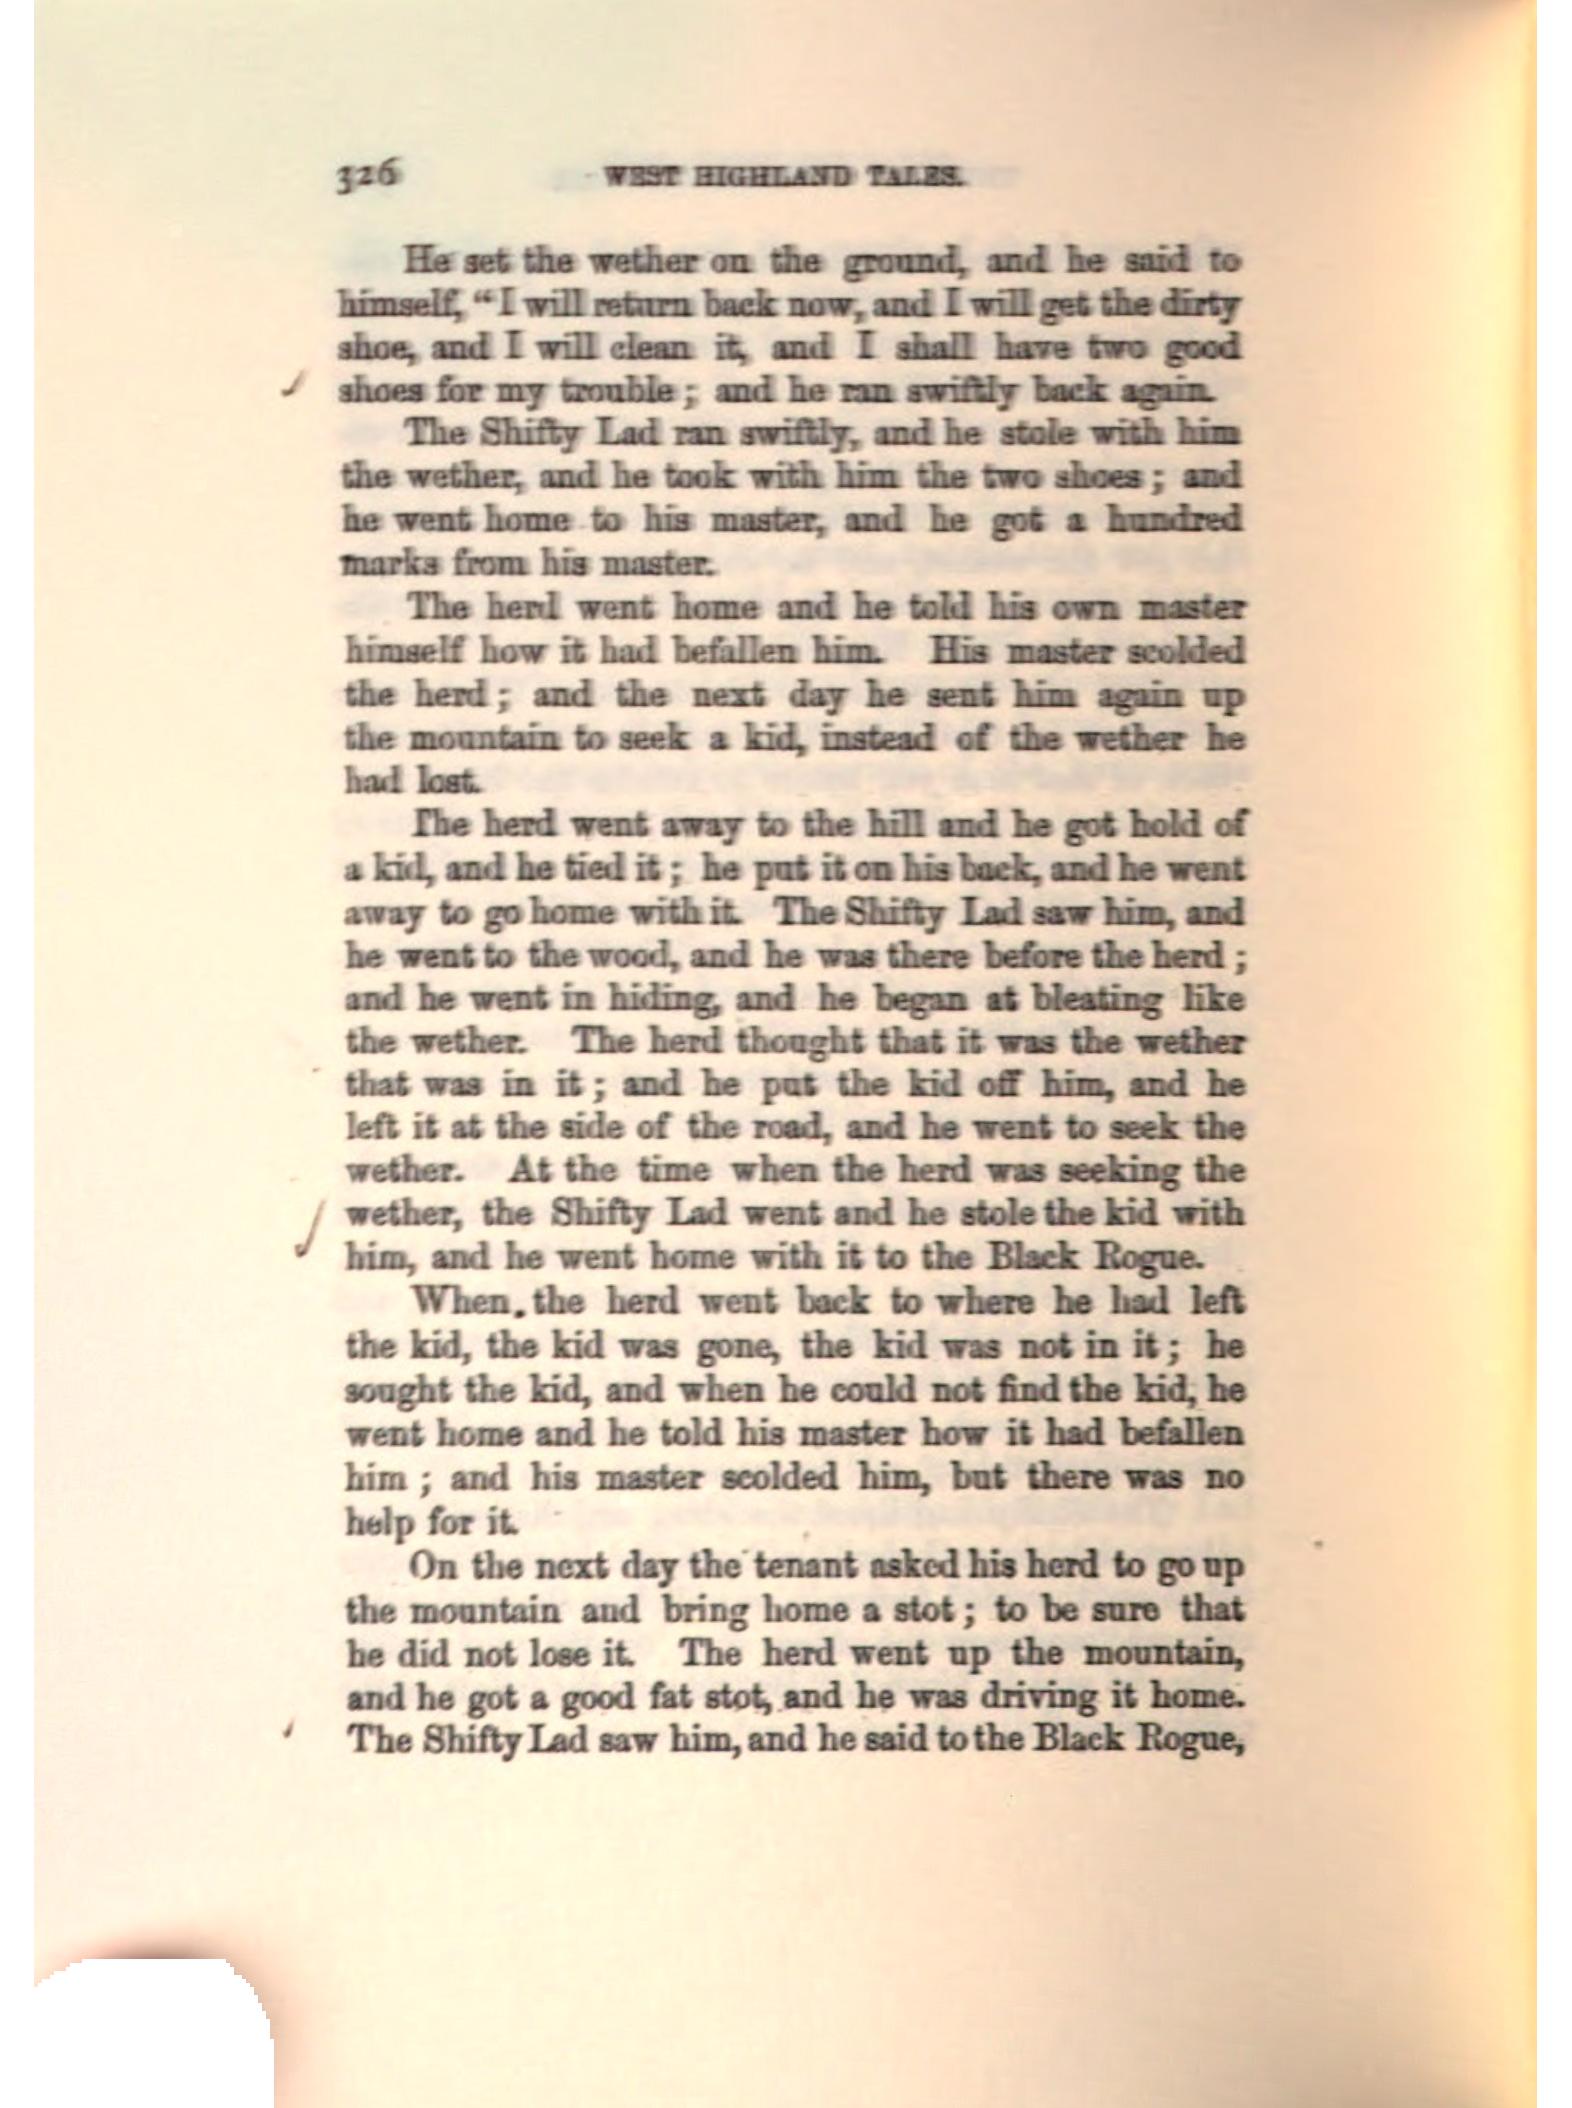 326 WEST HIGHLAND TALES.
He set the wether on the ground, and he said to
himself, "I will return back now, and I will get the dirty
shoe, and I will clean it, and I shall have two good
shoes for my trouble; and he ran swiftly back again.
The Shifty Lad ran swiftly, and he stole with him
the wether, and he took with him the two shoes; and
he went home to his master, and he got a hundred
marks from his master.
The herd went home and he told his own master
himself how it had befallen him. His master scolded
the herd; and the next day he sent him again up
the mountain to seek a kid, instead of the wether he
had lost.
The herd went away to the hill and he got hold of
a kid, and he tied it; he put it on his back, and he went
away to go home with it. The Shifty Lad saw him, and
he went to the wood, and he was there before the herd;
and he went in hiding, and he began at bleating like
the wether. The herd thought that it was the wether
that was in it; and he put the kid off him, and he
left it at the side of the road, and he went to seek the
wether. At the time when the herd was seeking the
wether, the Shifty Lad went and he stole the kid with
him, and he went home with it to the Black Rogue.
When the herd went back to where he had left
the kid, the kid was gone, the kid was not in it; he
sought the kid, and when he could not find the kid, he
went home and he told his master how it had befallen
him; and his master scolded him, but there was no
help for it.
On the next day the tenant asked his herd to go up
the mountain and bring home a stot; to be sure that
he did not lose it. The herd went up the mountain,
and he got a good fat stot, and he was driving it home.
The Shifty Lad saw him, and he said to the Black Rogue,